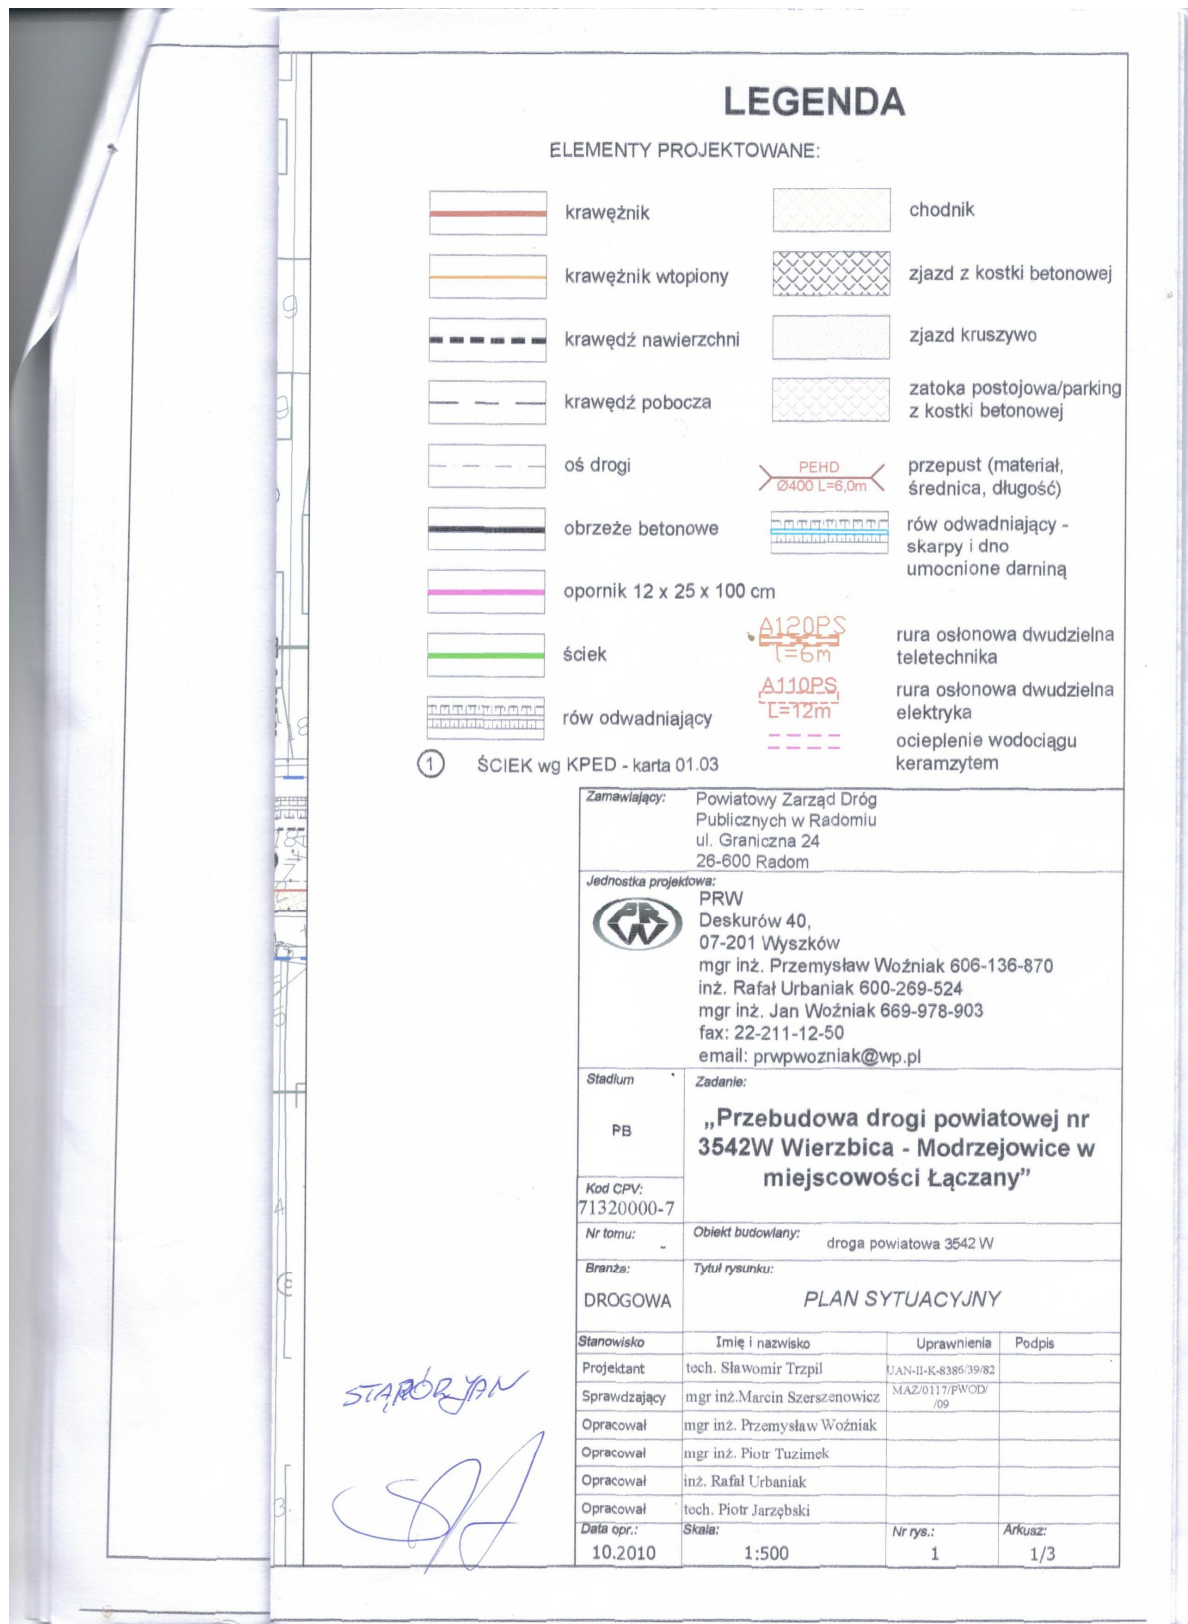 LEGENDA
ELEMENTY PROJEKTOWANE:
krawężnik
krawężnik wtopiony
krawędź nawierzchni
krawędź pobocza
oś drogi
obrzeże betonowe
opornik 12 x 25 x 100 cm
ściek
rów odwadniający
1 ŚCIEK wg KPED - karta 01.03
chodnik
zjazd z kostki betonowej
zjazd kruszywo
zatoka postojowa/parking
z kostki betonowej
PEHD
Ø400 L=6,0m
przepust (materiał,
średnica, długość)
rów odwadniający -
skarpy i dno
umocnione darniną
A120PS
l=6m
rura osłonowa dwudzielna
teletechnika
A110PS
L=12m
rura osłonowa dwudzielna
elektryka
ocieplenie wodociągu
keramzytem
Zamawiający:
Powiatowy Zarząd Dróg
Publicznych w Radomiu
ul. Graniczna 24
26-600 Radom
Jednostka projektowa:
PRW
PRW
Deskurów 40,
07-201 Wyszków
mgr inż. Przemysław Woźniak 606-136-870
inż. Rafał Urbaniak 600-269-524
mgr inż. Jan Woźniak 669-978-903
fax: 22-211-12-50
email: prwpwozniak@wp.pl
Stadium
PB
Kod CPV:
71320000-7
Zadanie:
„Przebudowa drogi powiatowej nr
3542W Wierzbica - Modrzejowice w
miejscowości Łączany”
Nr tomu:
-
Obiekt budowlany:
droga powiatowa 3542 W
Branża:
DROGOWA
Tytuł rysunku:
PLAN SYTUACYJNY
Stanowisko Imię i nazwisko Uprawnienia Podpis
Projektant tech. Sławomir Trzpil UAN-II-K-8386/39/82
Sprawdzający mgr inż.Marcin Szerszenowicz MAZ/0117/PWOD/
/09
Opracował mgr inż. Przemysław Woźniak
Opracował mgr inż. Piotr Tuzimek
Opracował inż. Rafał Urbaniak
Opracował tech. Piotr Jarzębski
Data opr.: Skala: Nr rys.: Arkusz:
10.2010 1:500 1 1/3